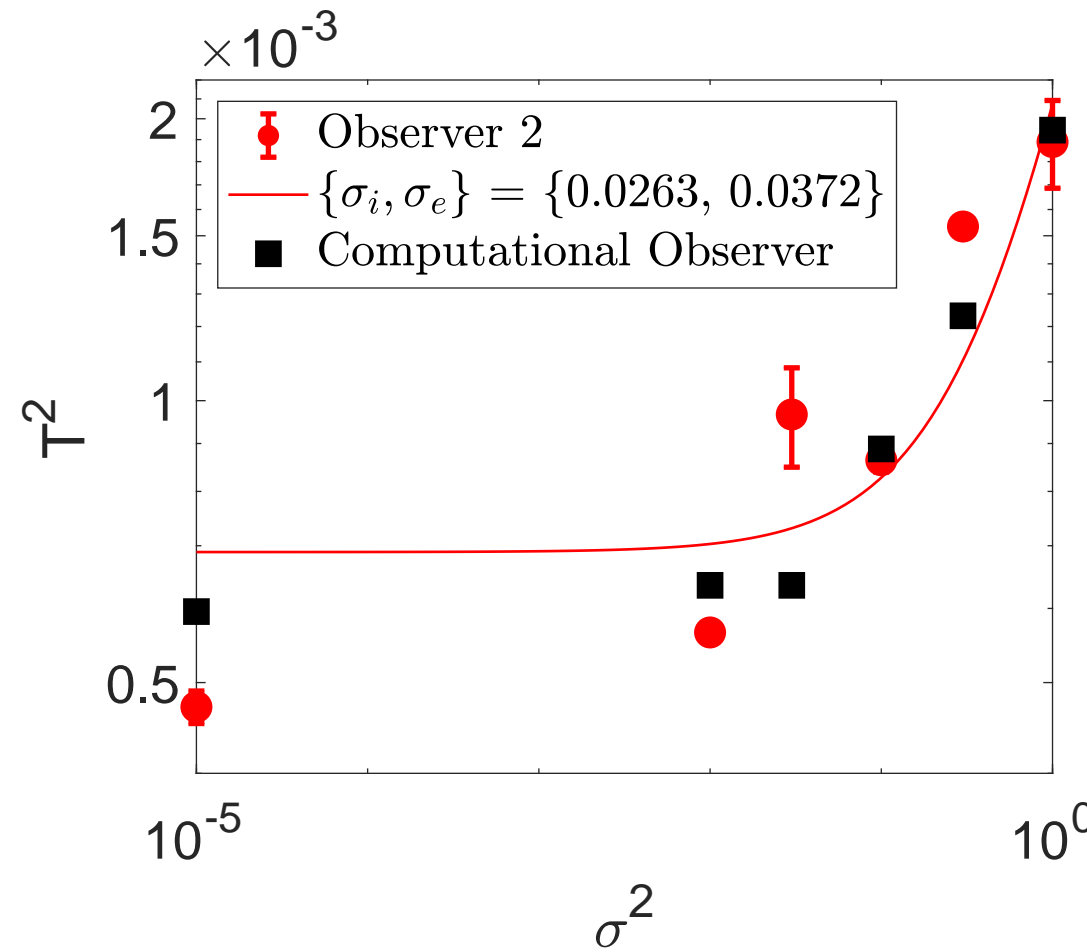 ×10⁻³
2
1.5
1
0.5
T²
Observer 2
{σᵢ, σₑ} = {0.0263, 0.0372}
Computational Observer
10⁻⁵
10⁰
σ²